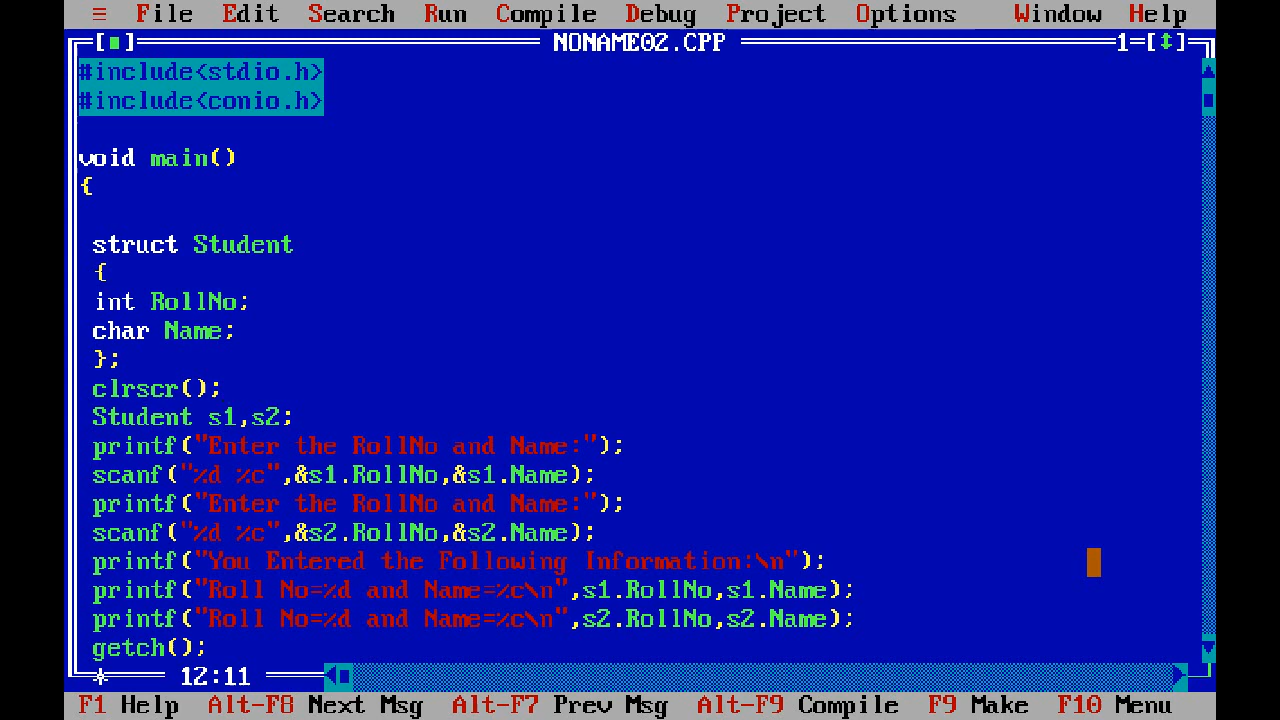 ≡ File Edit Search Run Compile Debug Project Options Window Help
[■] NONAME02.CPP 1=[↕]
#include<stdio.h>
#include<conio.h>
void main()
{
struct Student
{
int RollNo;
char Name;
};
clrscr();
Student s1,s2;
printf("Enter the RollNo and Name:");
scanf("%d %c",&s1.RollNo,&s1.Name);
printf("Enter the RollNo and Name:");
scanf("%d %c",&s2.RollNo,&s2.Name);
printf("You Entered the Following Information:\n");
printf("Roll No=%d and Name=%c\n",s1.RollNo,s1.Name);
printf("Roll No=%d and Name=%c\n",s2.RollNo,s2.Name);
getch();
12:11
F1 Help Alt-F8 Next Msg Alt-F7 Prev Msg Alt-F9 Compile F9 Make F10 Menu